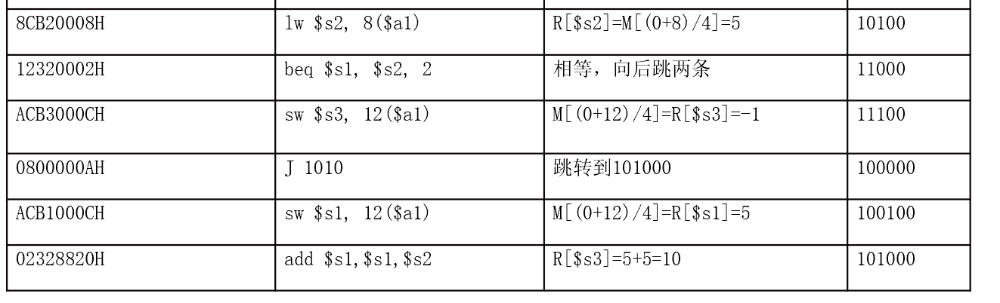 8CB20008H lw $s2, 8($a1) R[$s2]=M[(0+8)/4]=5 10100
12320002H beq $s1, $s2, 2 相等，向后跳两条 11000
ACB3000CH sw $s3, 12($a1) M[(0+12)/4]=R[$s3]=-1 11100
0800000AH J 1010 跳转到101000 100000
ACB1000CH sw $s1, 12($a1) M[(0+12)/4]=R[$s1]=5 100100
02328820H add $s1,$s1,$s2 R[$s3]=5+5=10 101000